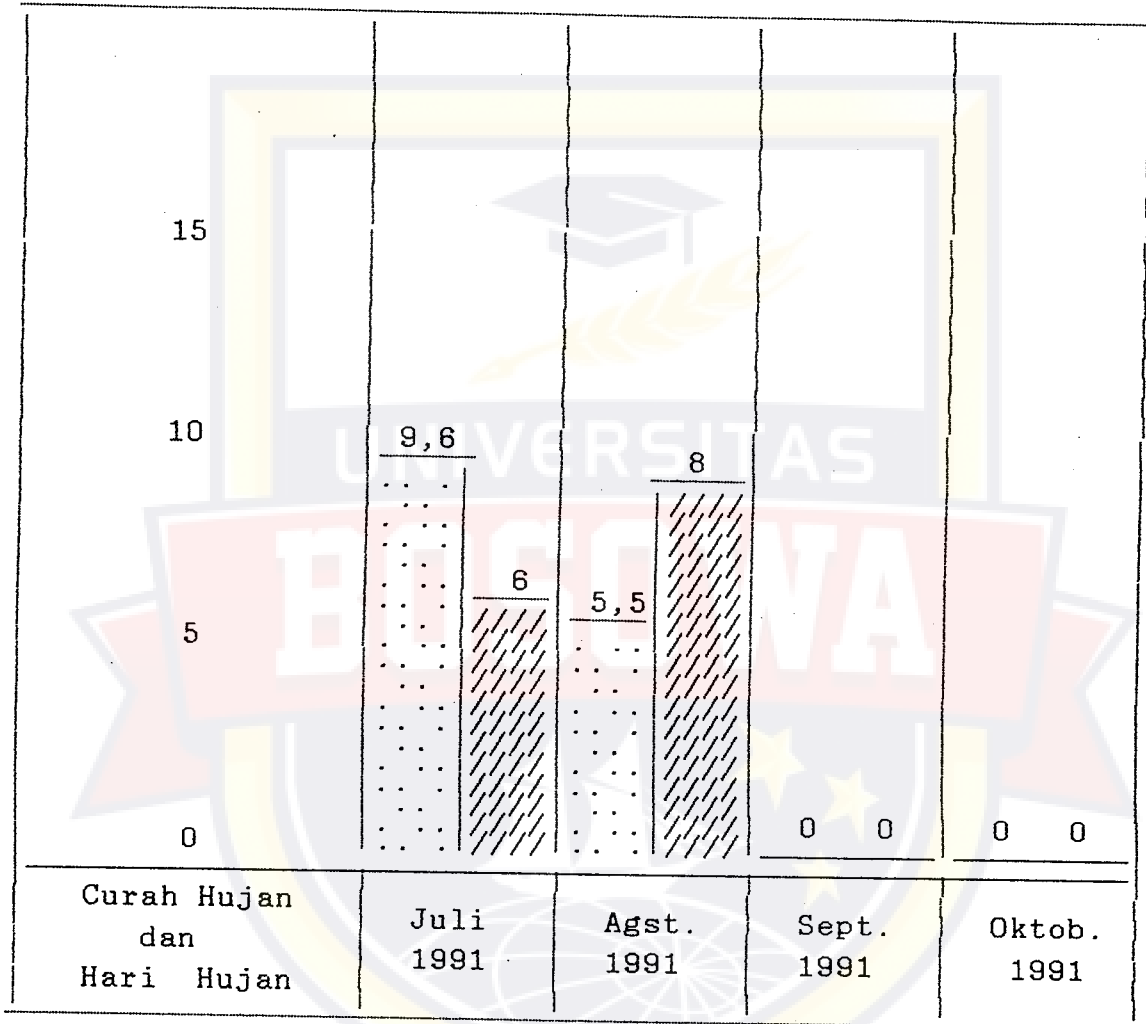 15
10
9,6
8
6
5,5
5
0
0 0
0 0
Curah Hujan
dan
Hari Hujan
Juli
1991
Agst.
1991
Sept.
1991
Oktob.
1991
UNIVERSITAS
BOSOWA